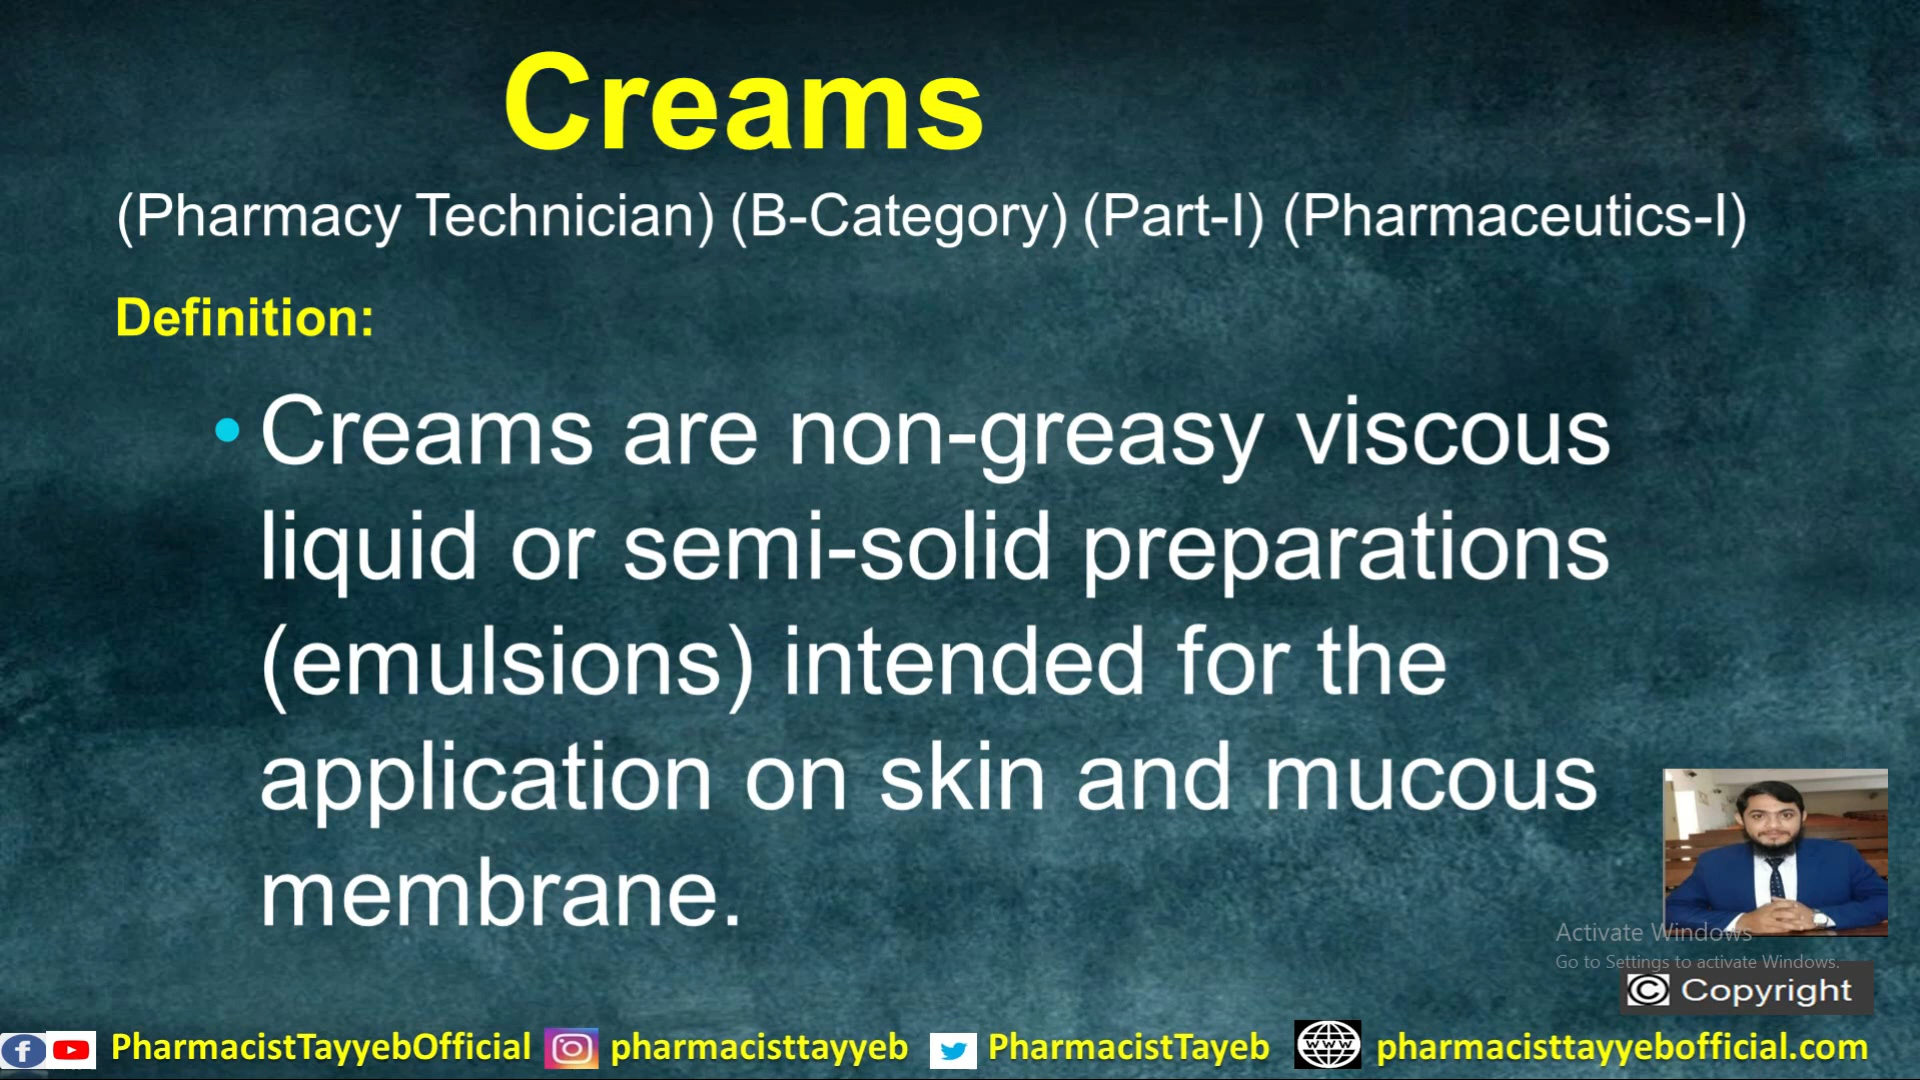 Creams
(Pharmacy Technician) (B-Category) (Part-I) (Pharmaceutics-I)
Definition:
• Creams are non-greasy viscous
liquid or semi-solid preparations
(emulsions) intended for the
application on skin and mucous
membrane.
Activate Windows
Go to Settings to activate Windows.
© Copyright
f PharmacistTayyebOfficial pharmacisttayyeb PharmacistTayeb WWW pharmacisttayyebofficial.com